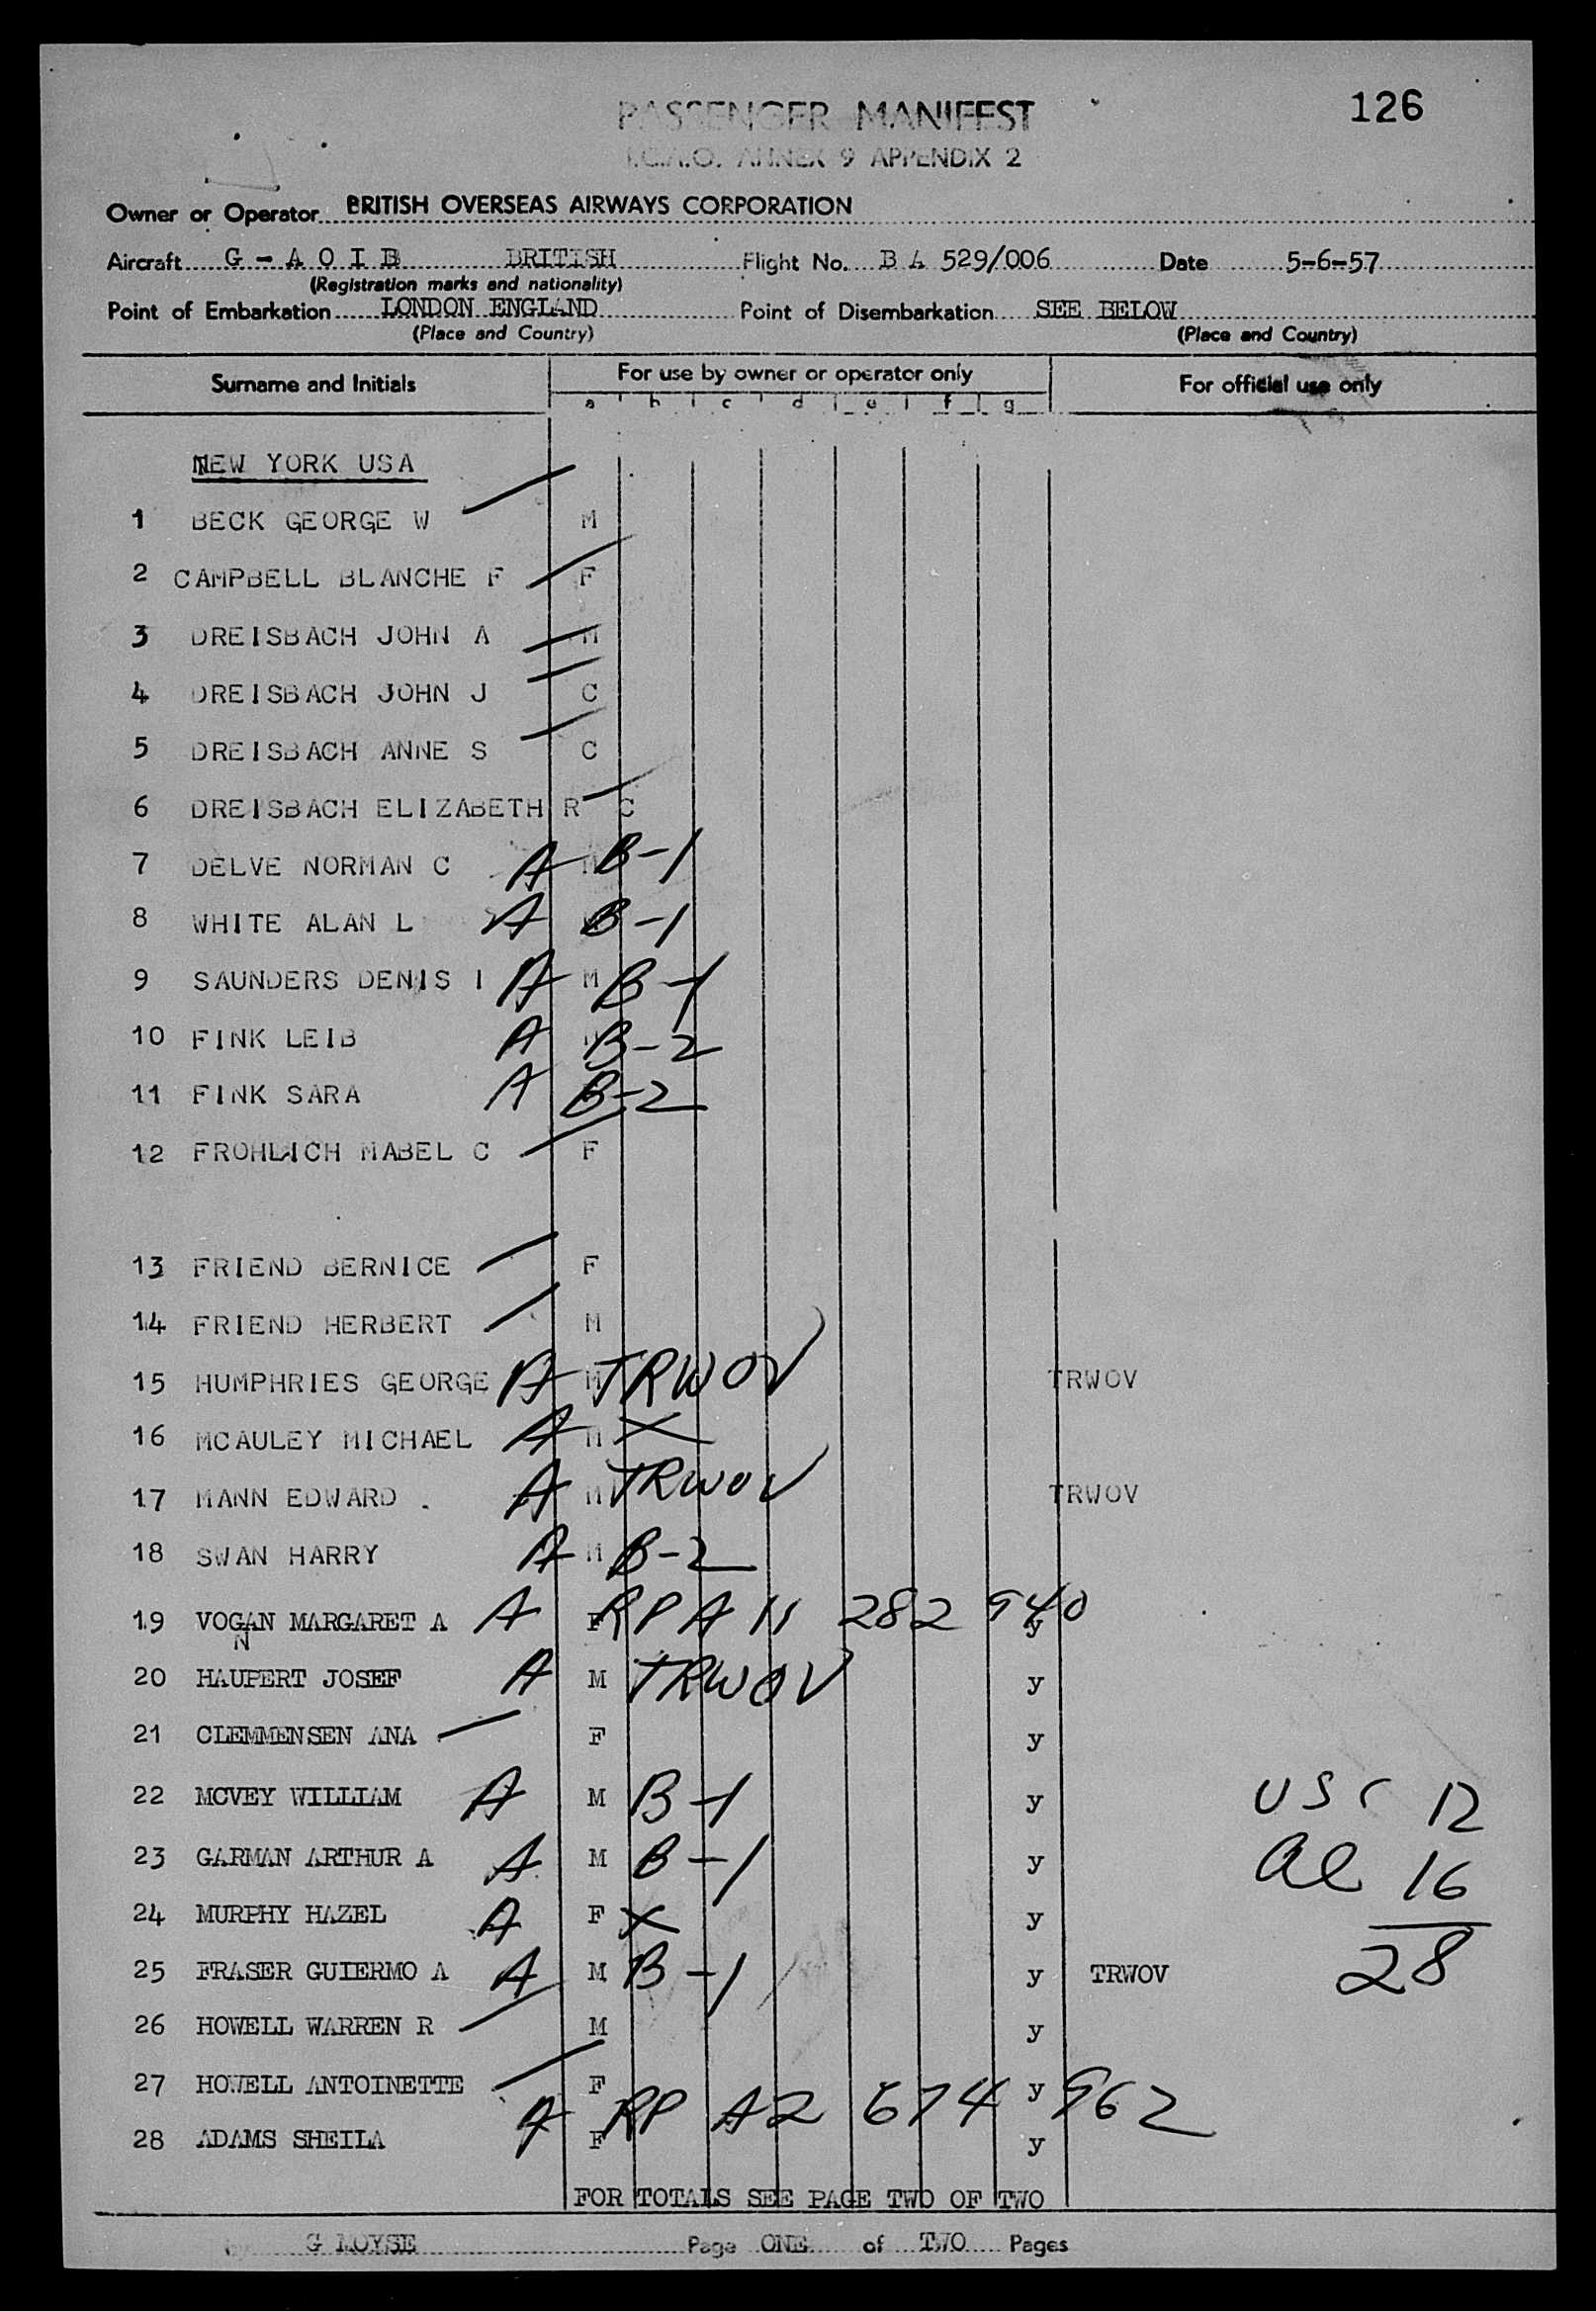 PASSENGER MANIFEST 126
I.C.A.O. ANNEX 9 APPENDIX 2
Owner or Operator BRITISH OVERSEAS AIRWAYS CORPORATION
Aircraft G - A O I B BRITISH Flight No. B A 529/006 Date 5-6-57
(Registration marks and nationality)
Point of Embarkation LONDON ENGLAND Point of Disembarkation SEE BELOW
(Place and Country) (Place and Country)
Surname and Initials For use by owner or operator only For official use only
a b c d e f g
NEW YORK USA
1 BECK GEORGE W M
2 CAMPBELL BLANCHE F F
3 DREISBACH JOHN A M
4 DREISBACH JOHN J C
5 DREISBACH ANNE S C
6 DREISBACH ELIZABETH R C
7 DELVE NORMAN C A M B-1
8 WHITE ALAN L A B-1
9 SAUNDERS DENIS I A M B-1
10 FINK LEIB A B-2
11 FINK SARA A B-2
12 FROHLICH MABEL C F
13 FRIEND BERNICE F
14 FRIEND HERBERT M
15 HUMPHRIES GEORGE A M TRWOV TRWOV
16 MCAULEY MICHAEL A M X
17 MANN EDWARD A M TRWOV TRWOV
18 SWAN HARRY A M B-2
19 VOGAN MARGARET A A F RP A 11 282 940 y
N
20 HAUPERT JOSEF A M TRWOV y
21 CLEMMENSEN ANA F y
22 MCVEY WILLIAM A M B-1 y USC 12
23 GARMAN ARTHUR A A M B-1 y al 16
24 MURPHY HAZEL A F X y
25 FRASER GUIERMO A A M B-1 y TRWOV 28
26 HOWELL WARREN R M y
27 HOWELL ANTOINETTE F y
28 ADAMS SHEILA A F RP A2 674 962 y
FOR TOTALS SEE PAGE TWO OF TWO
G MOYSE Page ONE of TWO Pages